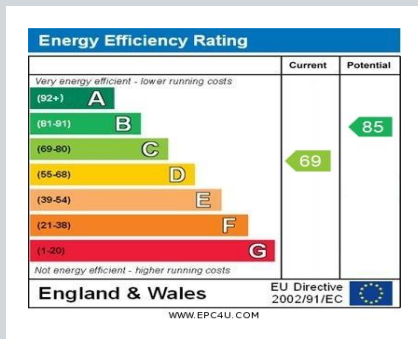 Energy Efficiency Rating
Current Potential
Very energy efficient - lower running costs
(92+) A
(81-91) B
85
(69-80) C
69
(55-68) D
(39-54) E
(21-38) F
(1-20) G
Not energy efficient - higher running costs
England & Wales
EU Directive
2002/91/EC
WWW.EPC4U.COM